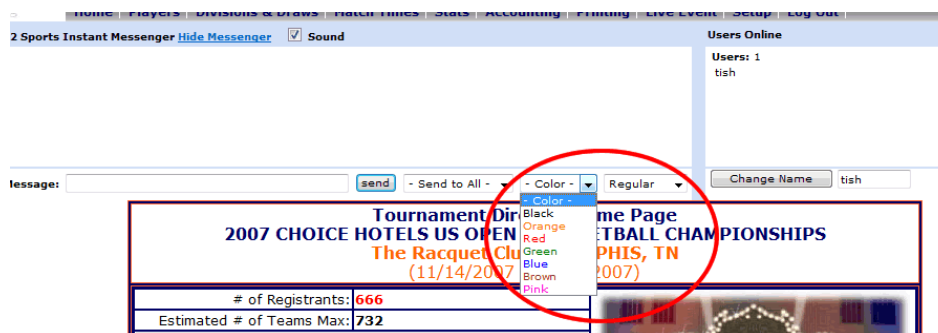 Home | Players | Divisions & Draws | Match Times | Stats | Accounting | Printing | Live Event | Setup | Log Out |
2 Sports Instant Messenger Hide Messenger Sound
Users Online
Users: 1
tish
Message:
send
- Send to All -
- Color -
Regular
Change Name
tish
- Color -
Black
Orange
Red
Green
Blue
Brown
Pink
Tournament Dir me Page
2007 CHOICE HOTELS US OPEN ETBALL CHAMPIONSHIPS
The Racquet Clu PHIS, TN
(11/14/2007 2007)
# of Registrants: 666
Estimated # of Teams Max: 732